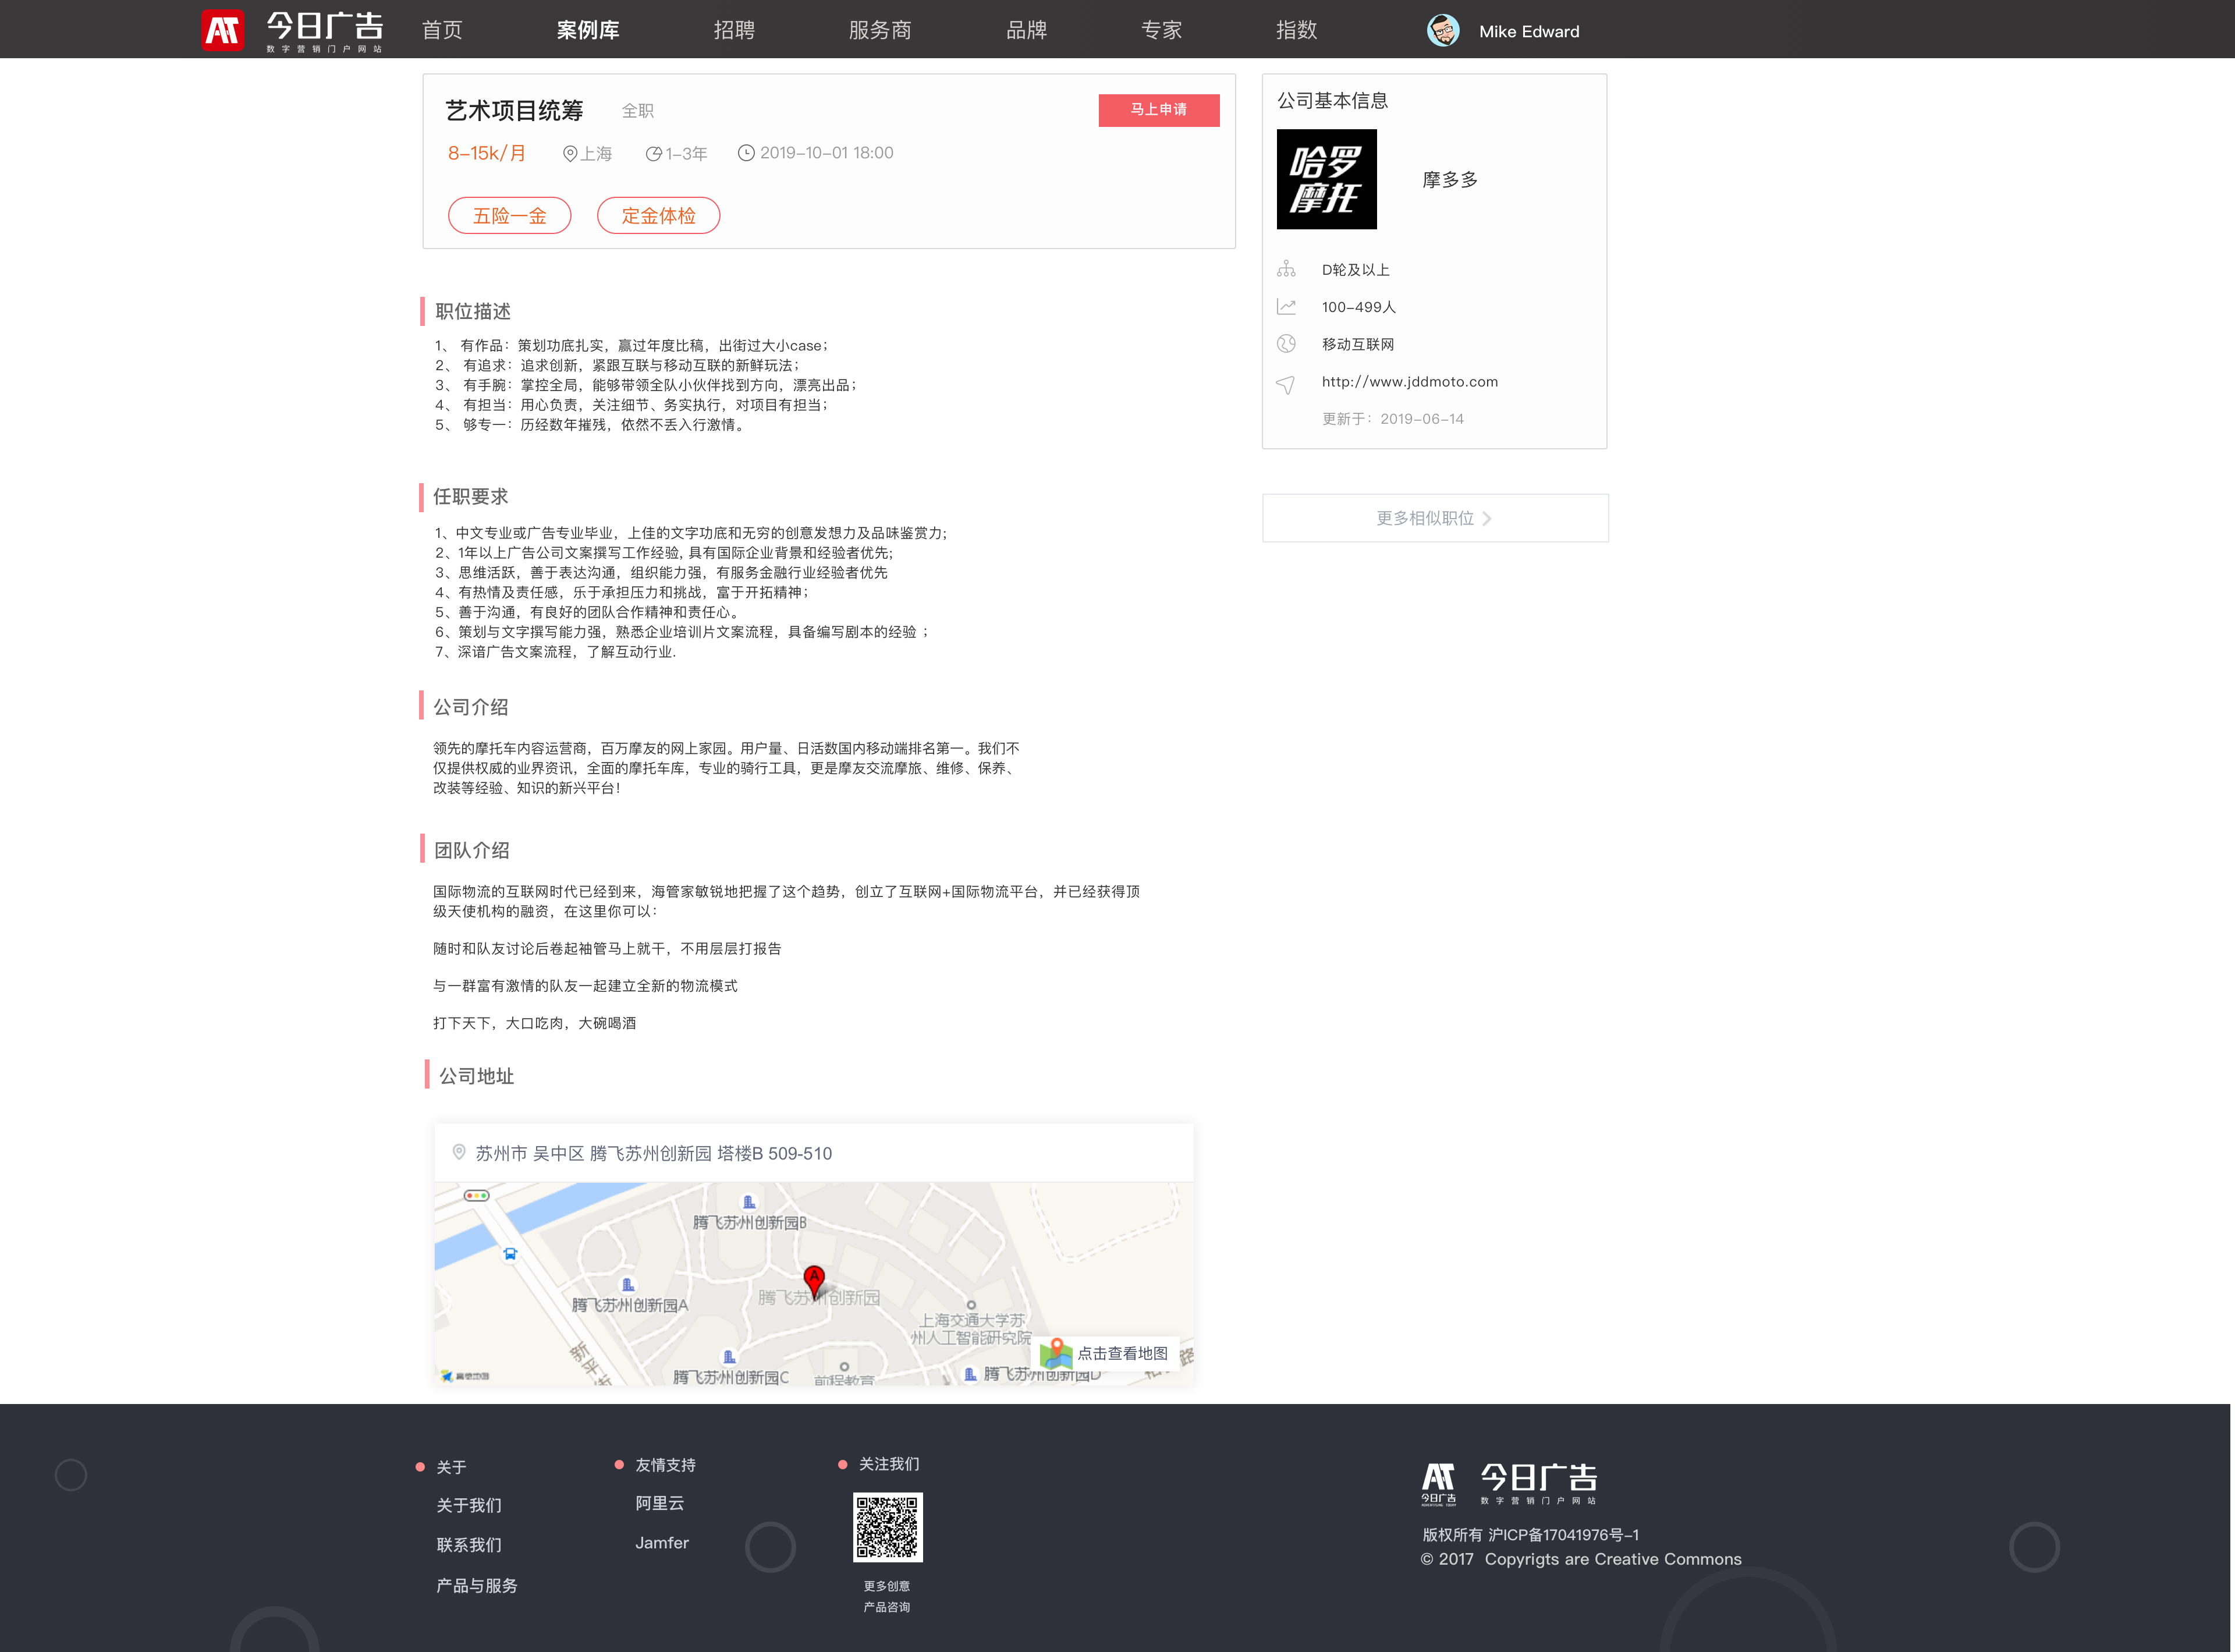 AT 今日广告
数字营销门户网站
首页 案例库 招聘 服务商 品牌 专家 指数 Mike Edward
艺术项目统筹 全职 马上申请
8-15k/月 上海 1-3年 2019-10-01 18:00
五险一金 定金体检
公司基本信息
哈罗
摩托
摩多多
D轮及以上
100-499人
移动互联网
http://www.jddmoto.com
更新于：2019-06-14
更多相似职位
职位描述
1、 有作品：策划功底扎实，赢过年度比稿，出街过大小case；
2、 有追求：追求创新，紧跟互联与移动互联的新鲜玩法；
3、 有手腕：掌控全局，能够带领全队小伙伴找到方向，漂亮出品；
4、 有担当：用心负责，关注细节、务实执行，对项目有担当；
5、 够专一：历经数年摧残，依然不丢入行激情。
任职要求
1、中文专业或广告专业毕业，上佳的文字功底和无穷的创意发想力及品味鉴赏力；
2、1年以上广告公司文案撰写工作经验, 具有国际企业背景和经验者优先;
3、思维活跃，善于表达沟通，组织能力强，有服务金融行业经验者优先
4、有热情及责任感，乐于承担压力和挑战，富于开拓精神；
5、善于沟通，有良好的团队合作精神和责任心。
6、策划与文字撰写能力强，熟悉企业培训片文案流程，具备编写剧本的经验 ；
7、深谙广告文案流程，了解互动行业.
公司介绍
领先的摩托车内容运营商，百万摩友的网上家园。用户量、日活数国内移动端排名第一。我们不
仅提供权威的业界资讯，全面的摩托车库，专业的骑行工具，更是摩友交流摩旅、维修、保养、
改装等经验、知识的新兴平台！
团队介绍
国际物流的互联网时代已经到来，海管家敏锐地把握了这个趋势，创立了互联网+国际物流平台，并已经获得顶
级天使机构的融资，在这里你可以：
随时和队友讨论后卷起袖管马上就干，不用层层打报告
与一群富有激情的队友一起建立全新的物流模式
打下天下，大口吃肉，大碗喝酒
公司地址
苏州市 吴中区 腾飞苏州创新园 塔楼B 509-510
腾飞苏州创新园B
A
腾飞苏州创新园
腾飞苏州创新园A
上海交通大学苏
州人工智能研究院
点击查看地图
新平街
腾飞苏州创新园C
前程教育
腾飞苏州创新园D
高德地图
关于
关于我们
联系我们
产品与服务
友情支持
阿里云
Jamfer
关注我们
更多创意
产品咨询
AT 今日广告
今日广告 数字营销门户网站
版权所有 沪ICP备17041976号-1
© 2017 Copyrigts are Creative Commons